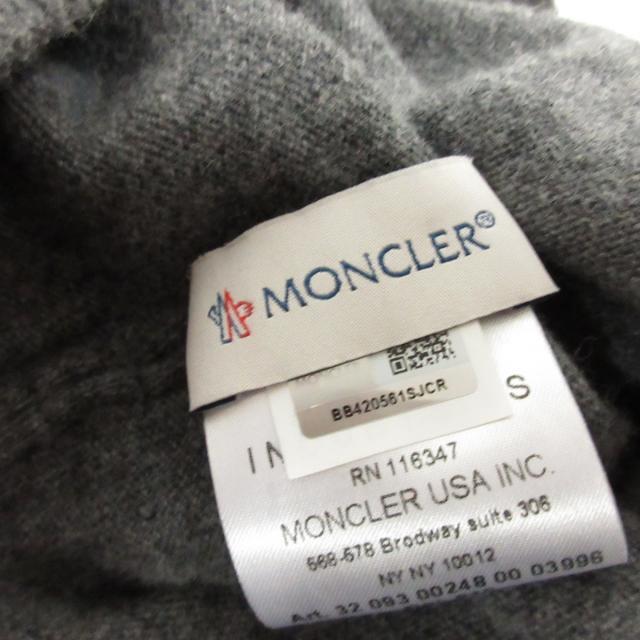 MONCLER®
BB420561SJCR
IN S
RN 116347
MONCLER USA INC.
568-578 Brodway suite 306
NY NY 10012
Art. 32 093 00248 00 03996